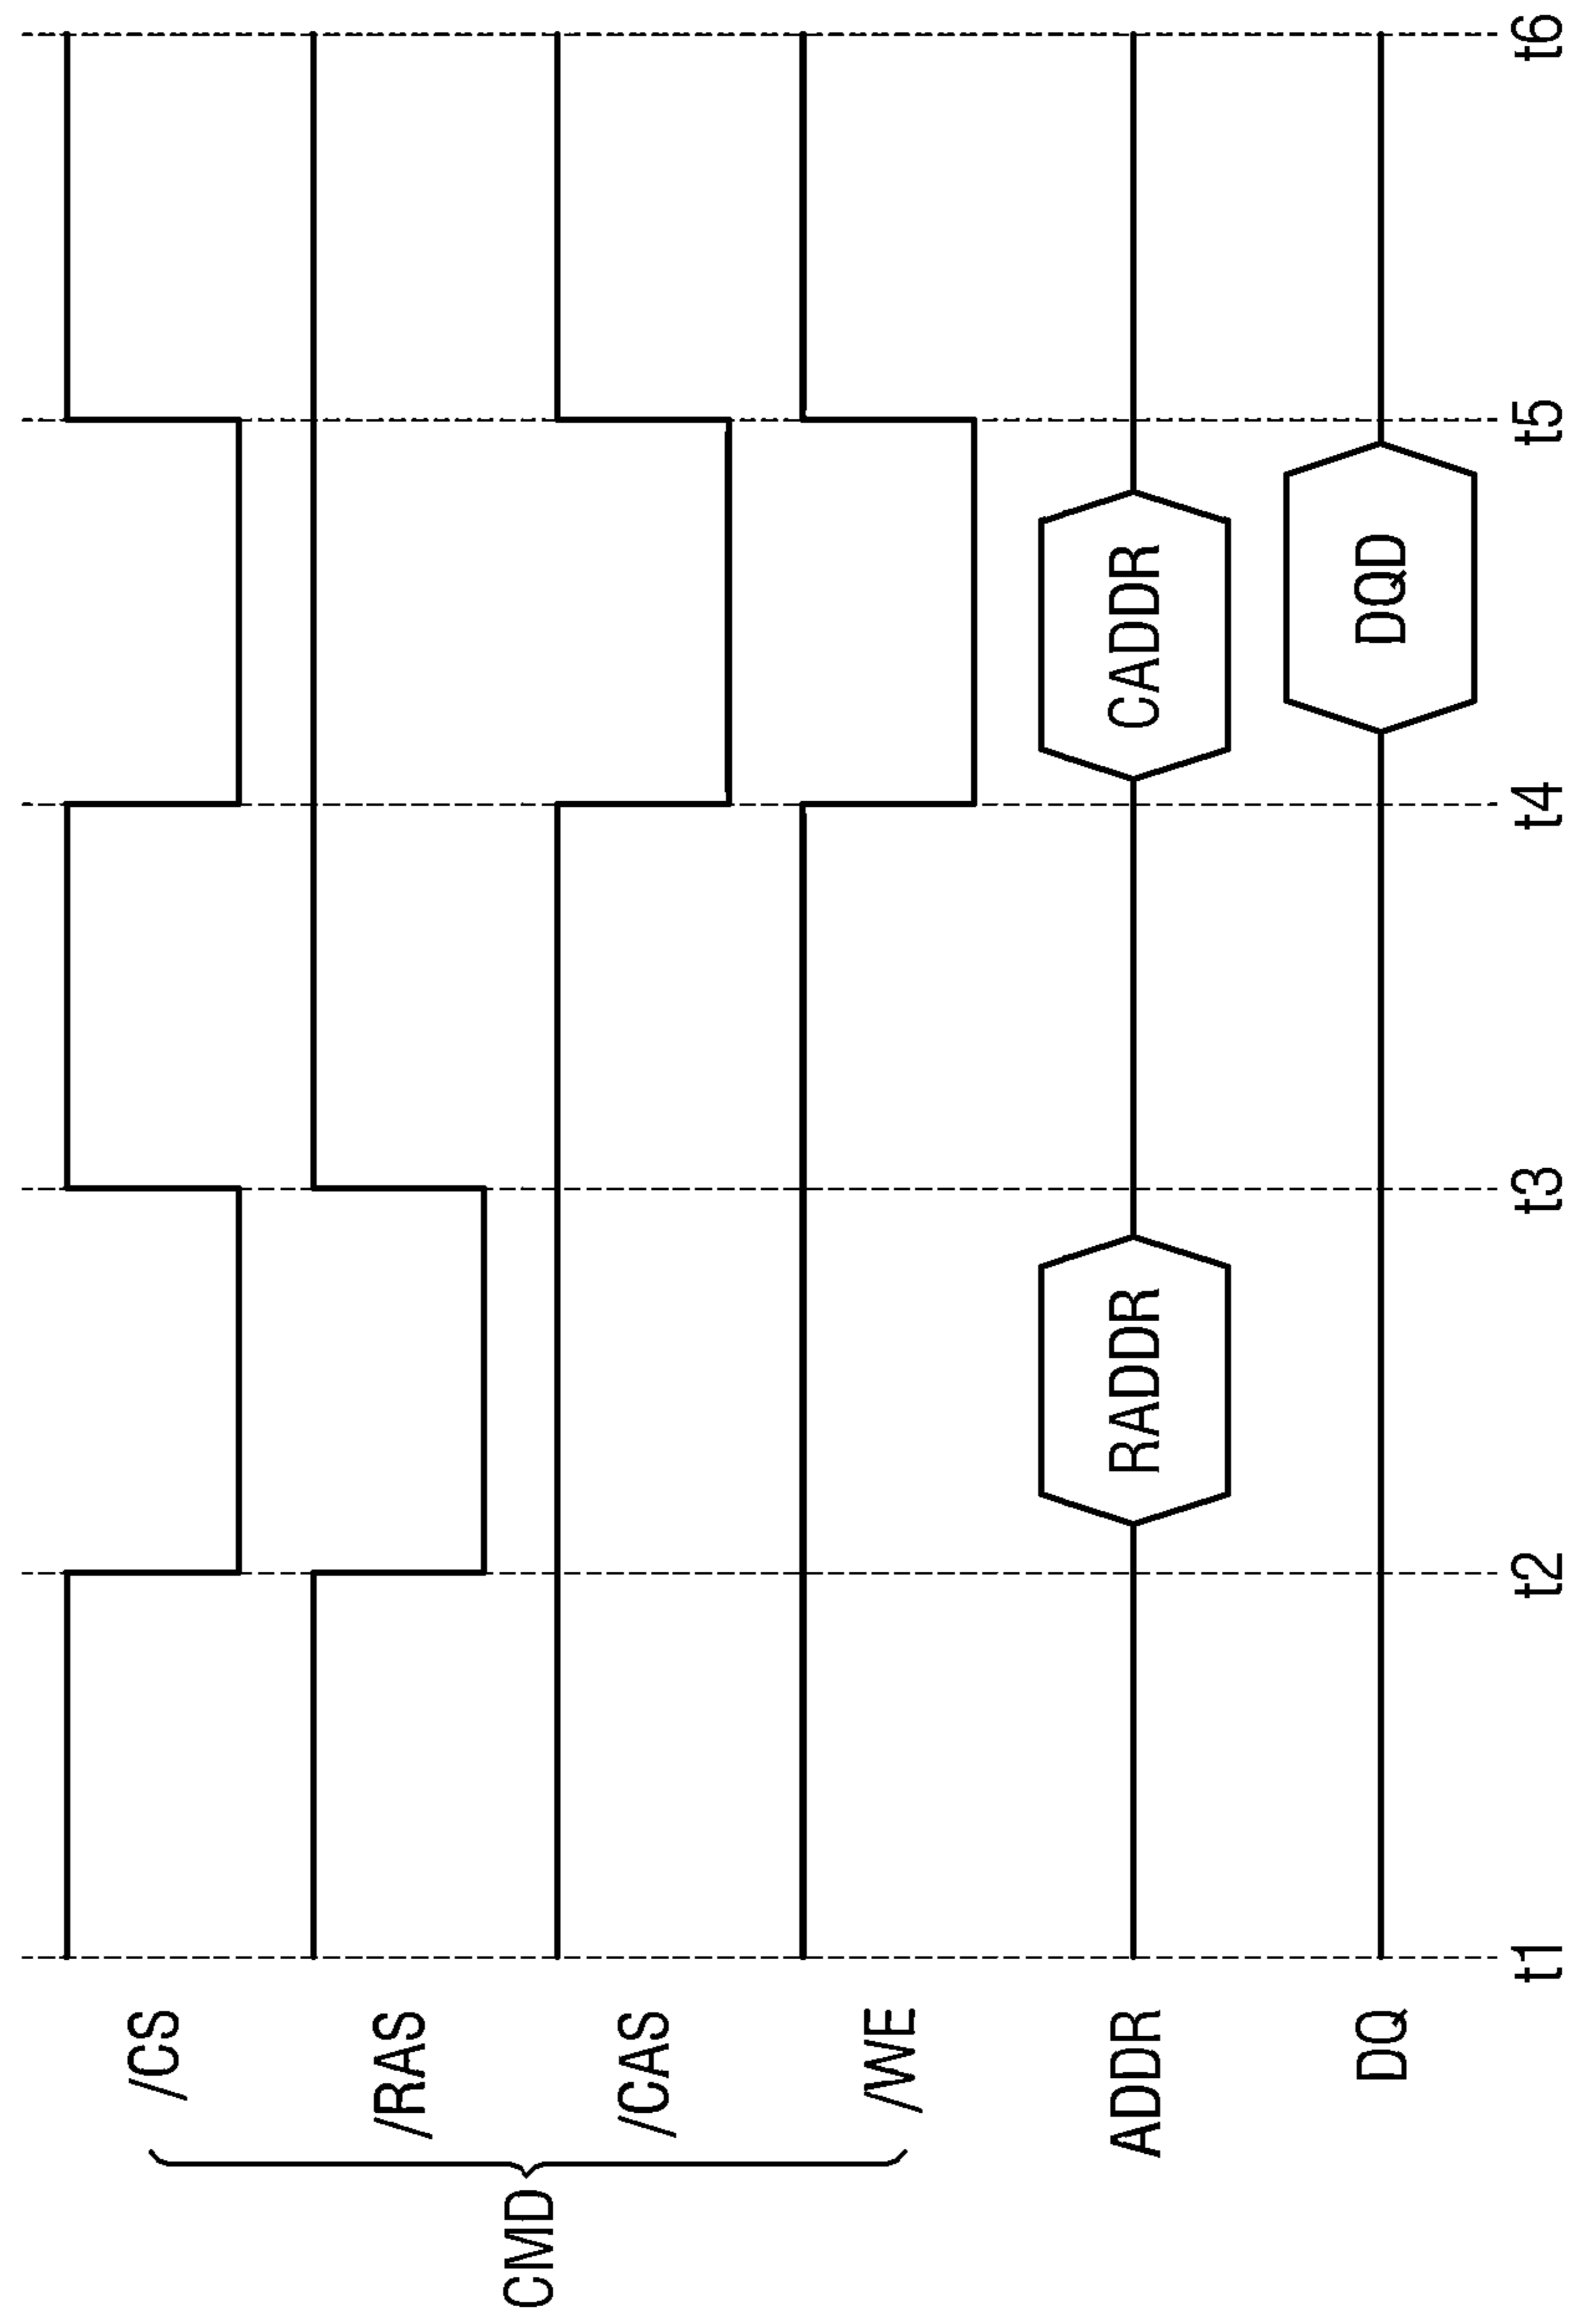 CMD
/CS
/RAS
/CAS
/WE
ADDR RADDR CADDR
DQ DQD
t1 t2 t3 t4 t5 t6